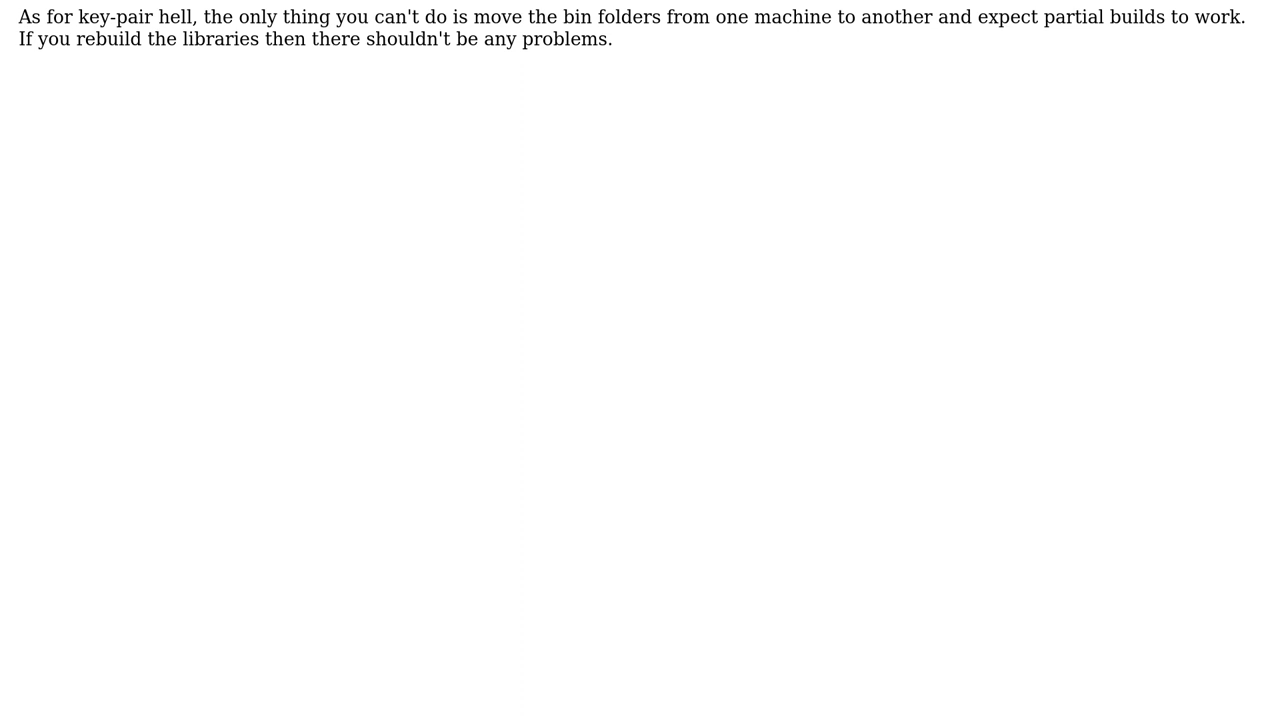 As for key-pair hell, the only thing you can't do is move the bin folders from one machine to another and expect partial builds to work.
If you rebuild the libraries then there shouldn't be any problems.